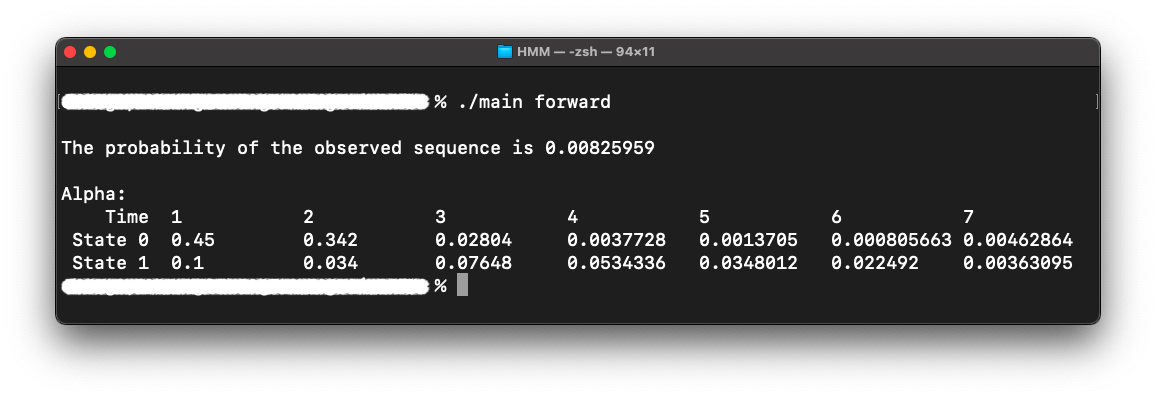 HMM — -zsh — 94×11
% ./main forward
The probability of the observed sequence is 0.00825959
Alpha:
Time 1 2 3 4 5 6 7
State 0 0.45 0.342 0.02804 0.0037728 0.0013705 0.000805663 0.00462864
State 1 0.1 0.034 0.07648 0.0534336 0.0348012 0.022492 0.00363095
%